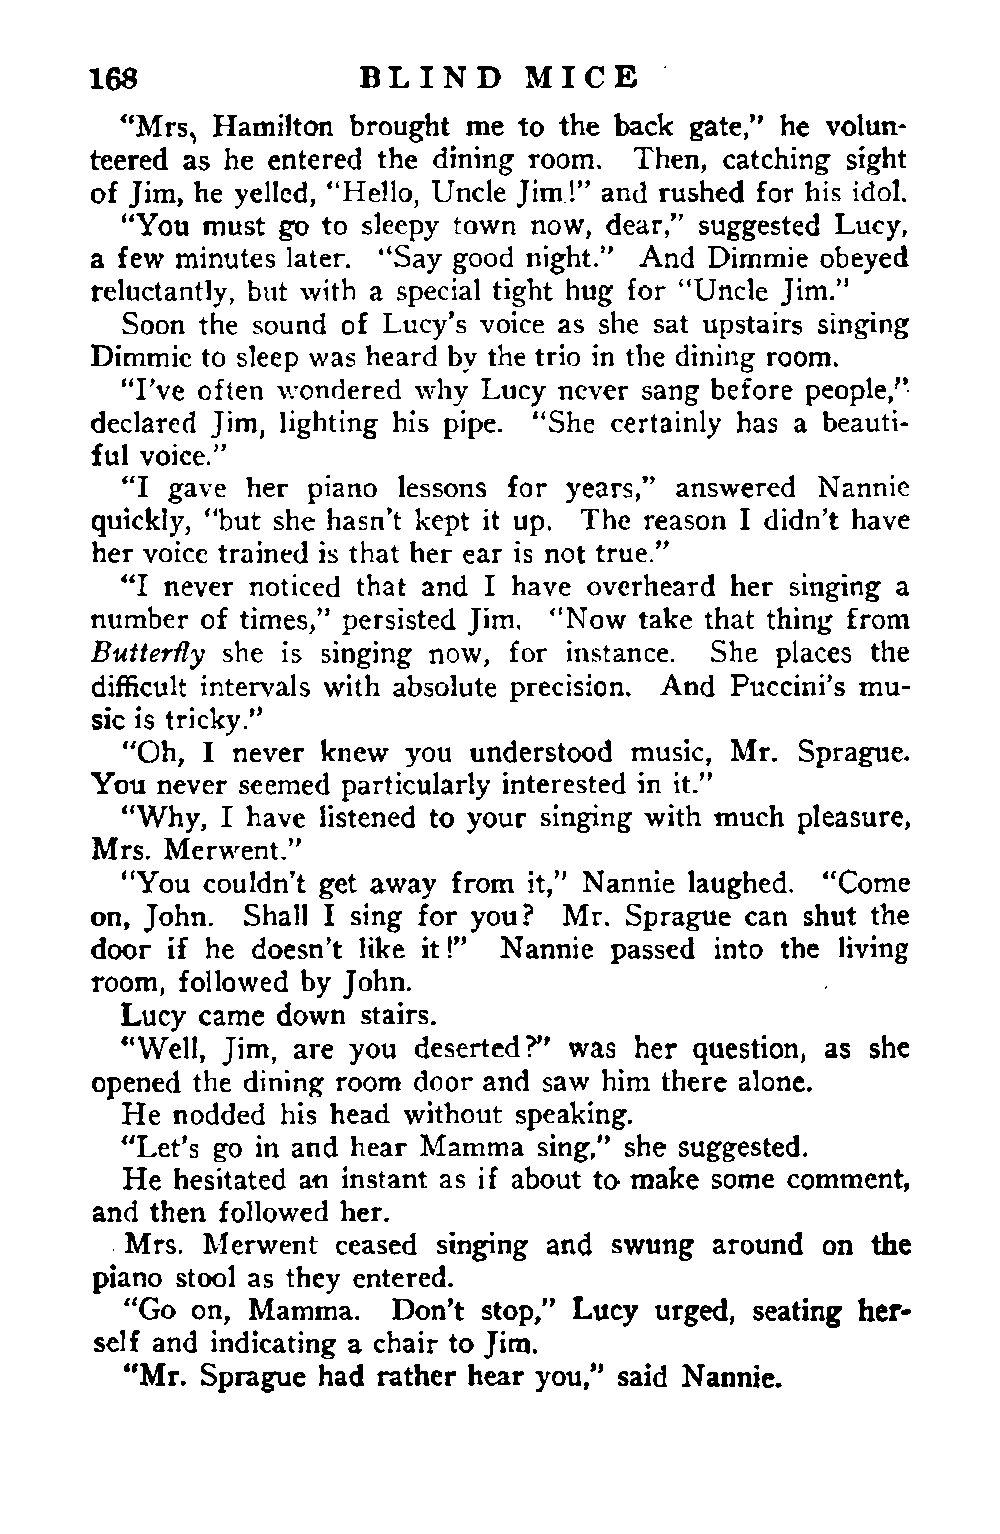 168 BLIND MICE
“Mrs, Hamilton brought me to the back gate,” he volun-
teered as he entered the dining room. Then, catching sight
of Jim, he yelled, “Hello, Uncle Jim!” and rushed for his idol.
“You must go to sleepy town now, dear,” suggested Lucy,
a few minutes later. “Say good night.” And Dimmie obeyed
reluctantly, but with a special tight hug for “Uncle Jim.”
Soon the sound of Lucy’s voice as she sat upstairs singing
Dimmie to sleep was heard by the trio in the dining room.
“I’ve often wondered why Lucy never sang before people,”
declared Jim, lighting his pipe. “She certainly has a beauti-
ful voice.”
“I gave her piano lessons for years,” answered Nannie
quickly, “but she hasn’t kept it up. The reason I didn’t have
her voice trained is that her ear is not true.”
“I never noticed that and I have overheard her singing a
number of times,” persisted Jim. “Now take that thing from
Butterfly she is singing now, for instance. She places the
difficult intervals with absolute precision. And Puccini’s mu-
sic is tricky.”
“Oh, I never knew you understood music, Mr. Sprague.
You never seemed particularly interested in it.”
“Why, I have listened to your singing with much pleasure,
Mrs. Merwent.”
“You couldn’t get away from it,” Nannie laughed. “Come
on, John. Shall I sing for you? Mr. Sprague can shut the
door if he doesn’t like it!” Nannie passed into the living
room, followed by John.
Lucy came down stairs.
“Well, Jim, are you deserted?” was her question, as she
opened the dining room door and saw him there alone.
He nodded his head without speaking.
“Let’s go in and hear Mamma sing,” she suggested.
He hesitated an instant as if about to make some comment,
and then followed her.
Mrs. Merwent ceased singing and swung around on the
piano stool as they entered.
“Go on, Mamma. Don’t stop,” Lucy urged, seating her-
self and indicating a chair to Jim.
“Mr. Sprague had rather hear you,” said Nannie.